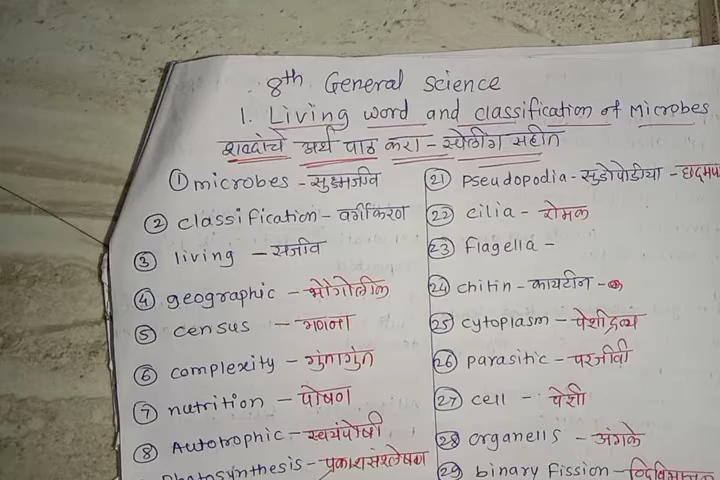 8th General Science
1. Living word and classification of Microbes
शब्दांचे अर्थ पाठ करा - स्पेलींग सहीत
① microbes - सुक्ष्मजीव
② classification - वर्गीकरण
③ living - सजीव
④ geographic - भौगोलीक
⑤ census - गणना
⑥ complexity - गुंतागुंत
⑦ nutrition - पोषण
⑧ Autotrophic - स्वयंपोषी
Photosynthesis - प्रकाशसंश्लेषण
㉑ pseudopodia - सुडोपोडीया - छद्मपा
㉒ cilia - रोमक
㉓ Flagella -
㉔ chitin - कायटीन -
㉕ cytoplasm - पेशीद्रव्य
㉖ parasitic - परजीवी
㉗ cell - पेशी
㉘ organells - अंगके
㉙ binary Fission -